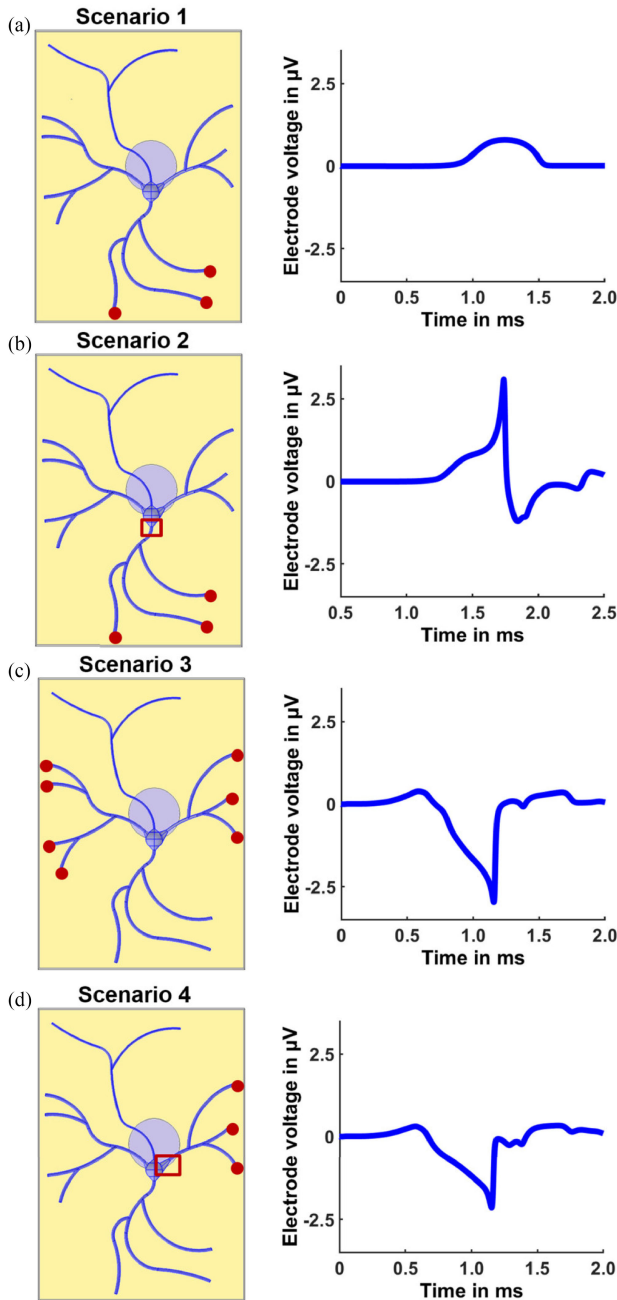 (a)
Scenario 1
Electrode voltage in µV
2.5
0
-2.5
0 0.5 1.0 1.5 2.0
Time in ms
(b)
Scenario 2
Electrode voltage in µV
2.5
0
-2.5
0.5 1.0 1.5 2.0 2.5
Time in ms
(c)
Scenario 3
Electrode voltage in µV
2.5
0
-2.5
0 0.5 1.0 1.5 2.0
Time in ms
(d)
Scenario 4
Electrode voltage in µV
2.5
0
-2.5
0 0.5 1.0 1.5 2.0
Time in ms